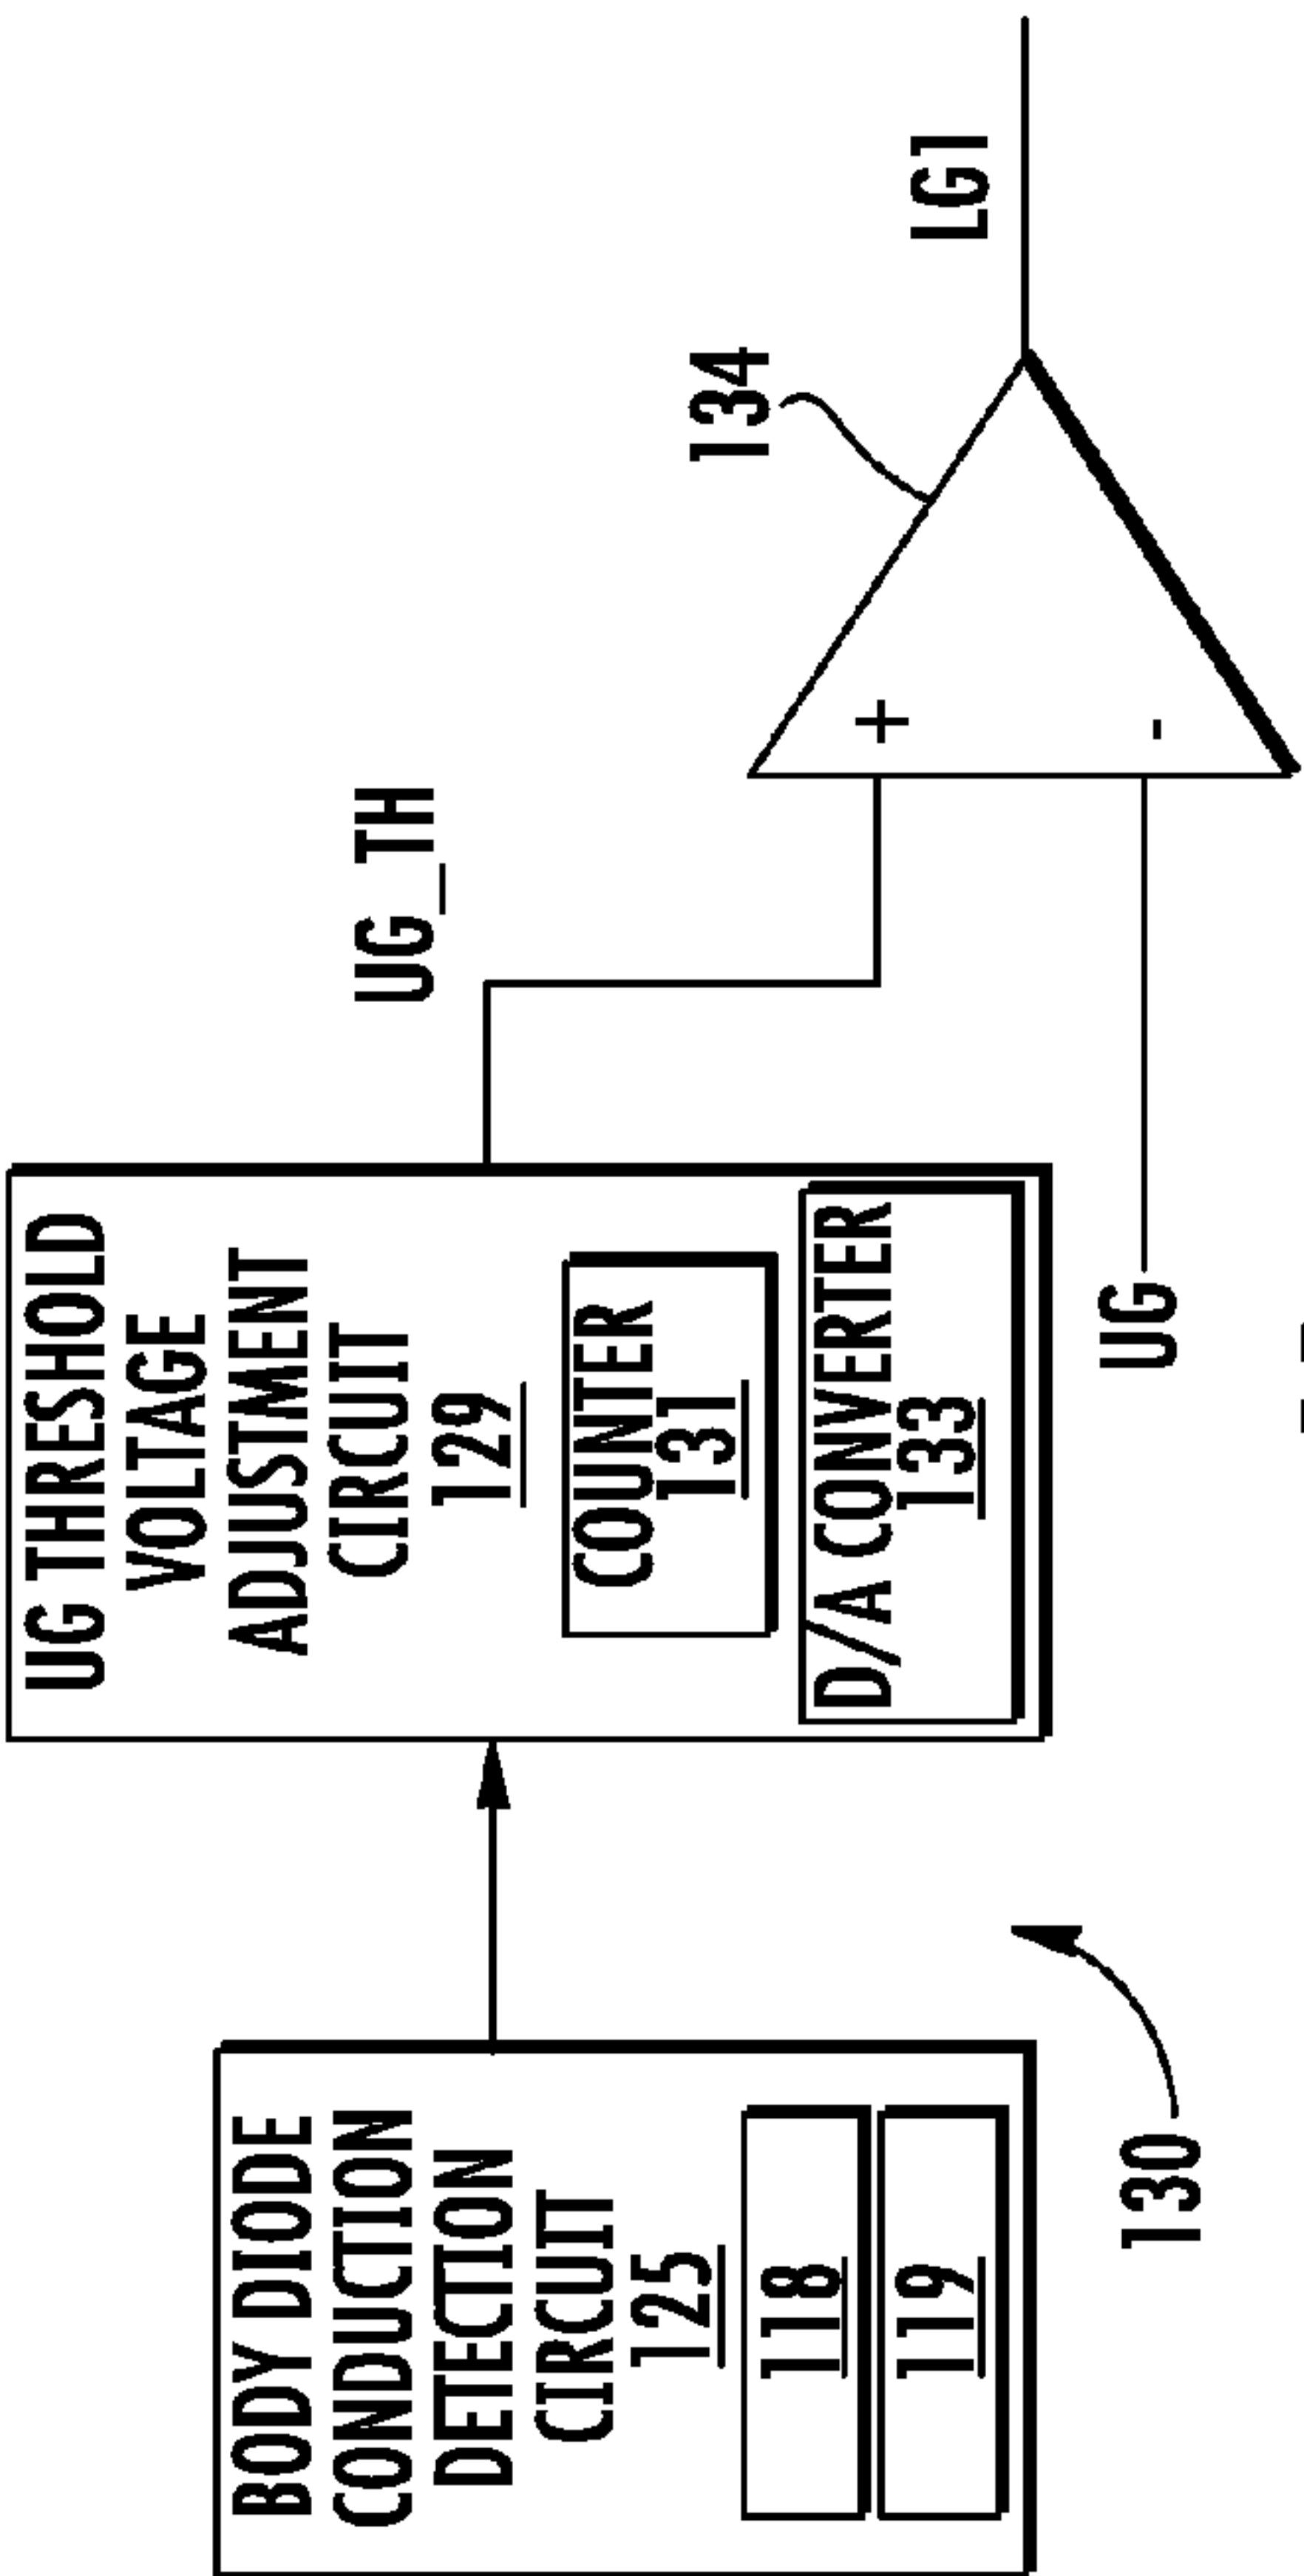 BODY DIODE
CONDUCTION
DETECTION
CIRCUIT
125
118
119
130
UG THRESHOLD
VOLTAGE
ADJUSTMENT
CIRCUIT
129
COUNTER
131
D/A CONVERTER
133
UG_TH
UG
+
-
134
LG1